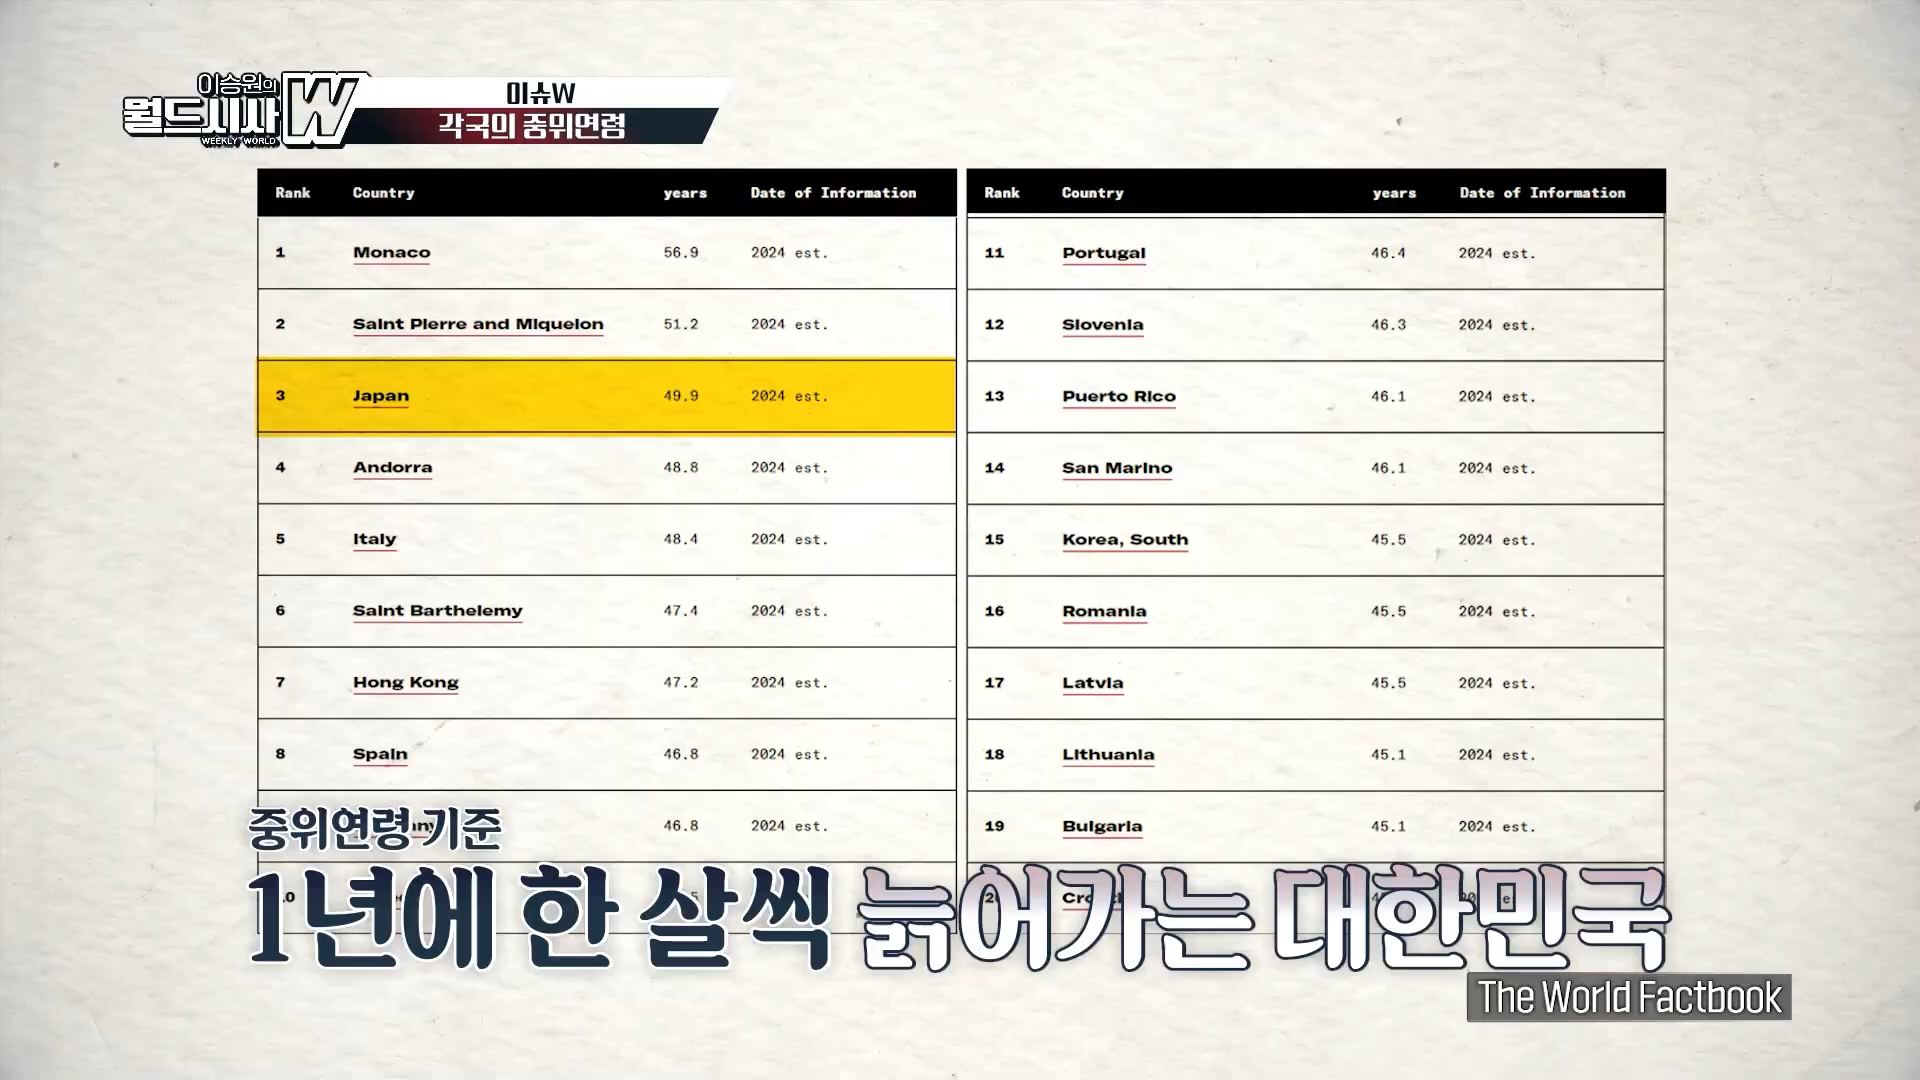 이승원의
월드시사 W
WEEKLY WORLD
이슈W
각국의 중위연령
Rank Country years Date of Information
1 Monaco 56.9 2024 est.
2 Saint Pierre and Miquelon 51.2 2024 est.
3 Japan 49.9 2024 est.
4 Andorra 48.8 2024 est.
5 Italy 48.4 2024 est.
6 Saint Barthelemy 47.4 2024 est.
7 Hong Kong 47.2 2024 est.
8 Spain 46.8 2024 est.
46.8 2024 est.
Rank Country years Date of Information
11 Portugal 46.4 2024 est.
12 Slovenia 46.3 2024 est.
13 Puerto Rico 46.1 2024 est.
14 San Marino 46.1 2024 est.
15 Korea, South 45.5 2024 est.
16 Romania 45.5 2024 est.
17 Latvia 45.5 2024 est.
18 Lithuania 45.1 2024 est.
19 Bulgaria 45.1 2024 est.
중위연령 기준
1년에 한 살씩 늙어가는 대한민국
The World Factbook